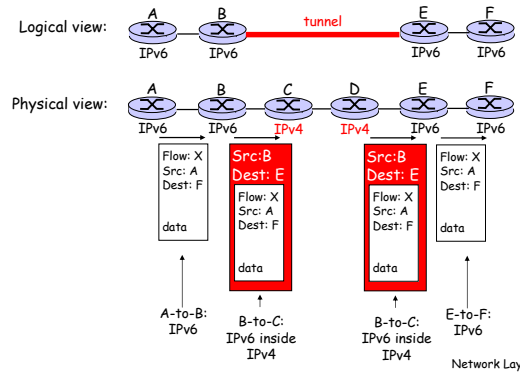 Logical view:
A B E F
tunnel
IPv6 IPv6 IPv6 IPv6
Physical view:
A B C D E F
IPv6 IPv6 IPv4 IPv4 IPv6 IPv6
Flow: X
Src: A
Dest: F
data
Src:B
Dest: E
Flow: X
Src: A
Dest: F
data
Src:B
Dest: E
Flow: X
Src: A
Dest: F
data
Flow: X
Src: A
Dest: F
data
A-to-B:
IPv6
B-to-C:
IPv6 inside
IPv4
B-to-C:
IPv6 inside
IPv4
E-to-F:
IPv6
Network Lay